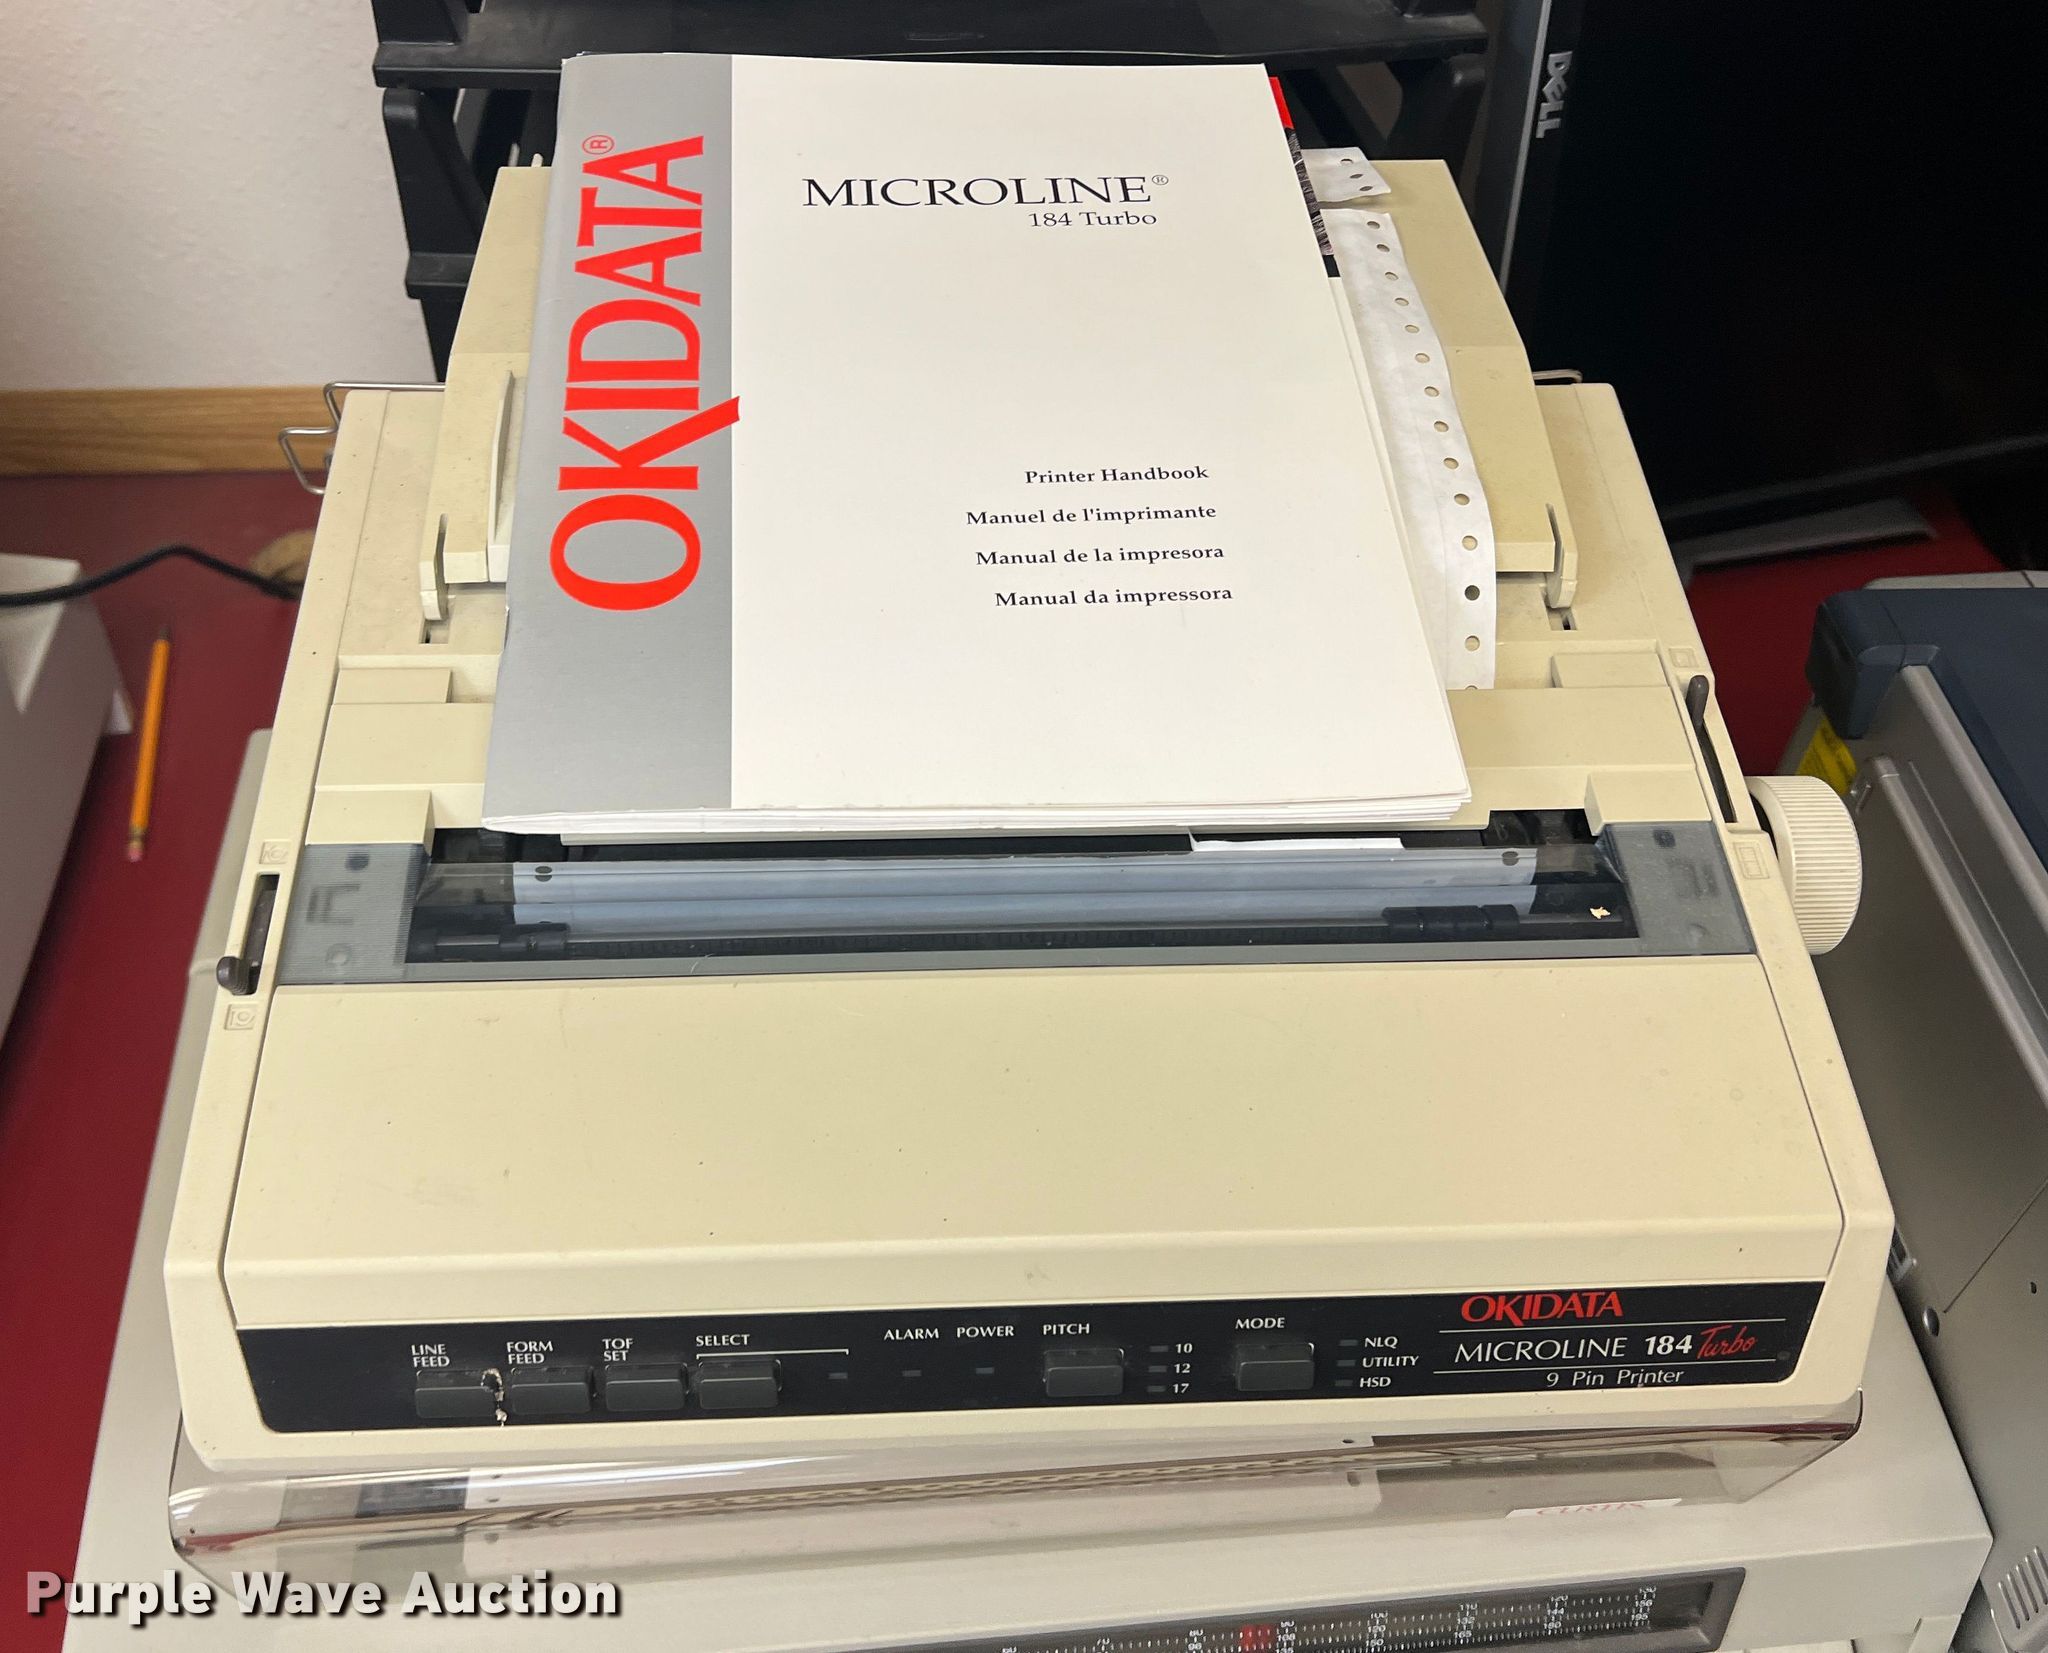 DELL
OKIDATA®
MICROLINE®
184 Turbo
Printer Handbook
Manuel de l'imprimante
Manual de la impresora
Manual da impressora
LINE
FEED
FORM
FEED
TOF
SET
SELECT
ALARM
POWER
PITCH
10
12
17
MODE
NLQ
UTILITY
HSD
OKIDATA
MICROLINE 184 Turbo
9 Pin Printer
Purple Wave Auction